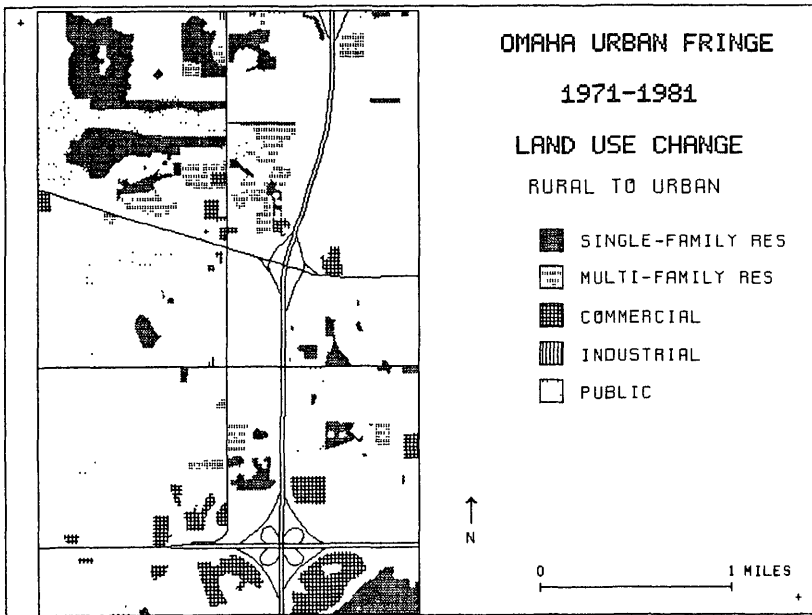 OMAHA URBAN FRINGE
1971-1981
LAND USE CHANGE
RURAL TO URBAN
SINGLE-FAMILY RES
MULTI-FAMILY RES
COMMERCIAL
INDUSTRIAL
PUBLIC
N
0 1 MILES